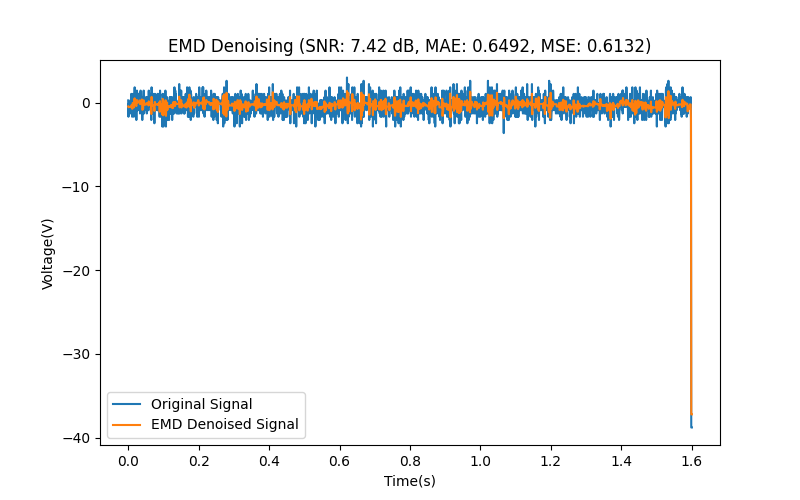 EMD Denoising (SNR: 7.42 dB, MAE: 0.6492, MSE: 0.6132)
0
−10
−20
−30
−40
Voltage(V)
Original Signal
EMD Denoised Signal
0.0 0.2 0.4 0.6 0.8 1.0 1.2 1.4 1.6
Time(s)